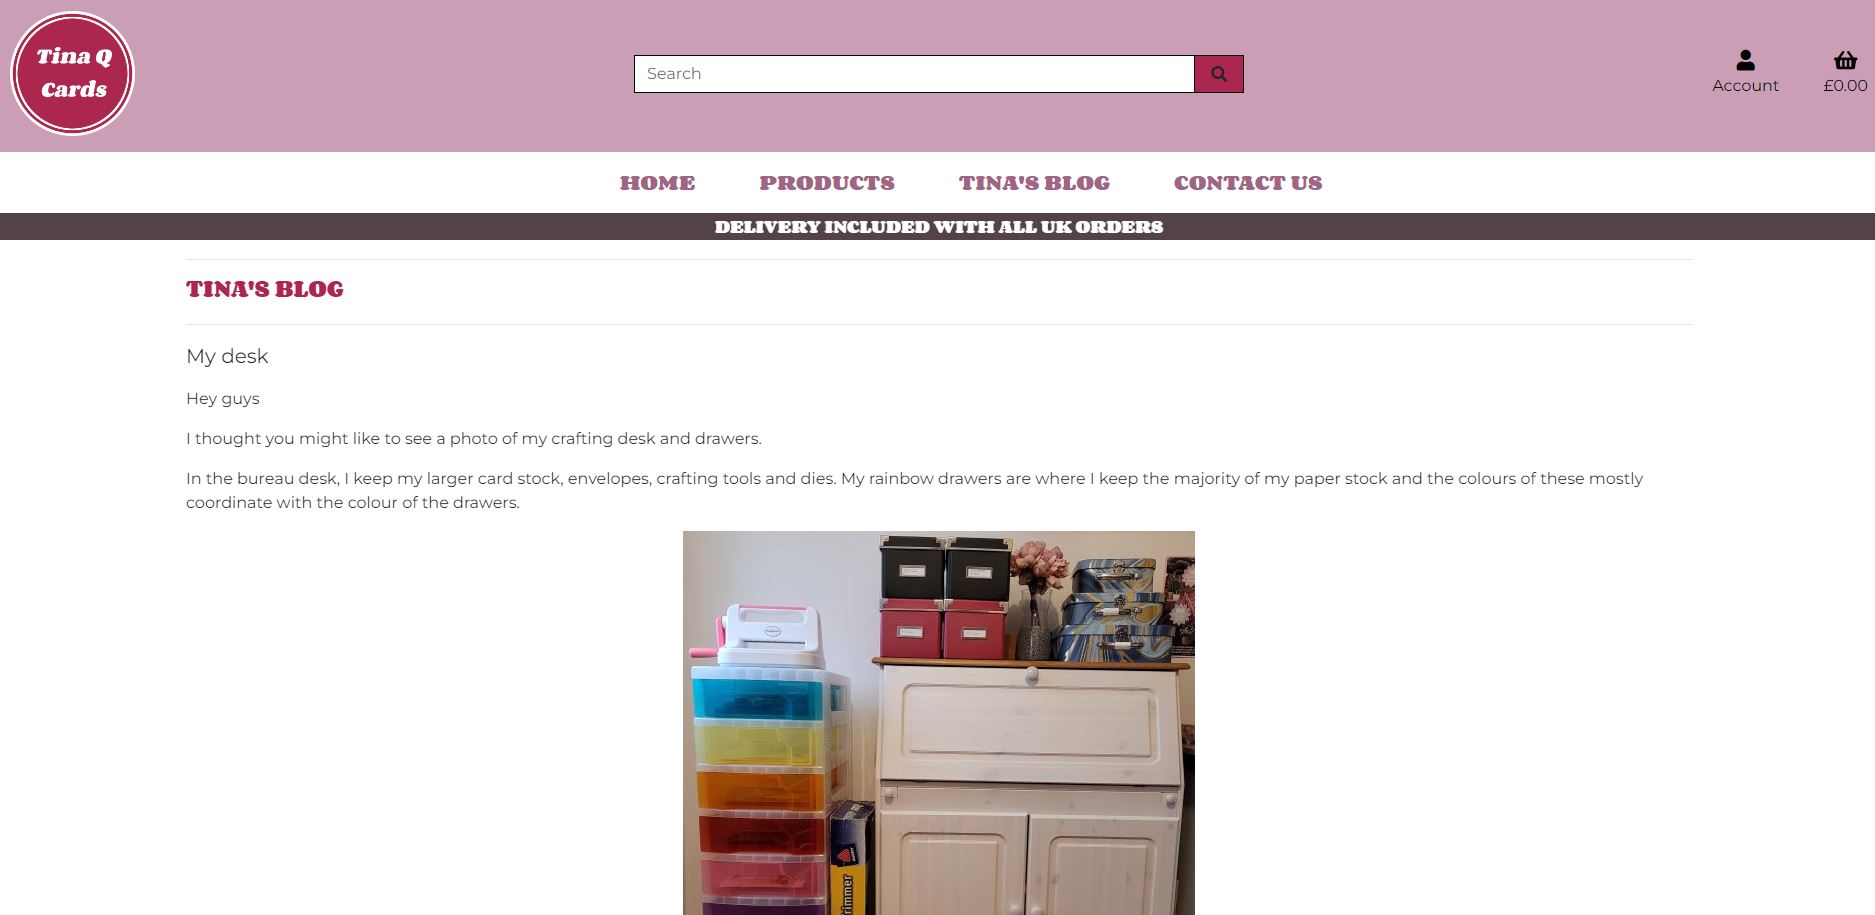 Tina Q
Cards
Search
Account
£0.00
HOME
PRODUCTS
TINA'S BLOG
CONTACT US
DELIVERY INCLUDED WITH ALL UK ORDERS
TINA'S BLOG
My desk
Hey guys
I thought you might like to see a photo of my crafting desk and drawers.
In the bureau desk, I keep my larger card stock, envelopes, crafting tools and dies. My rainbow drawers are where I keep the majority of my paper stock and the colours of these mostly
coordinate with the colour of the drawers.